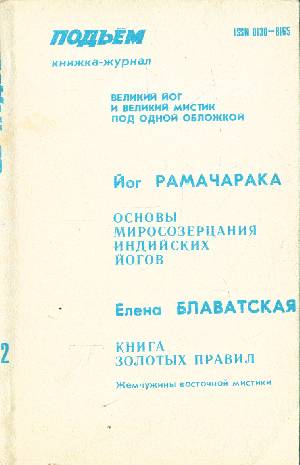 ПОДЪЁМ
ISSN 0130-8165
книжка-журнал
ВЕЛИКИЙ ЙОГ
И ВЕЛИКИЙ МИСТИК
ПОД ОДНОЙ ОБЛОЖКОЙ
Йог РАМАЧАРАКА
ОСНОВЫ
МИРОСОЗЕРЦАНИЯ
ИНДИЙСКИХ
ЙОГОВ
Елена БЛАВАТСКАЯ
КНИГА
ЗОЛОТЫХ ПРАВИЛ
Жемчужины восточной мистики
2